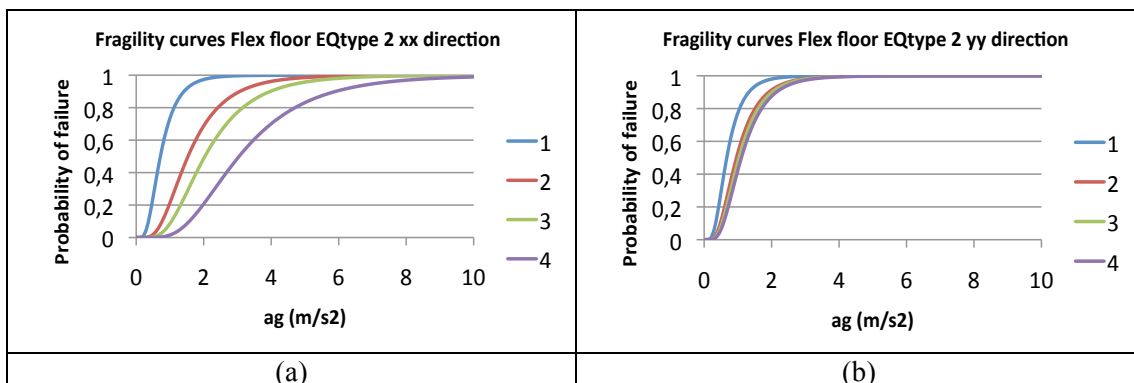 Fragility curves Flex floor EQtype 2 xx direction
Probability of failure
1
0,8
0,6
0,4
0,2
0
0 2 4 6 8 10
ag (m/s2)
1
2
3
4
(a)
Fragility curves Flex floor EQtype 2 yy direction
Probability of failure
1
0,8
0,6
0,4
0,2
0
0 2 4 6 8 10
ag (m/s2)
1
2
3
4
(b)